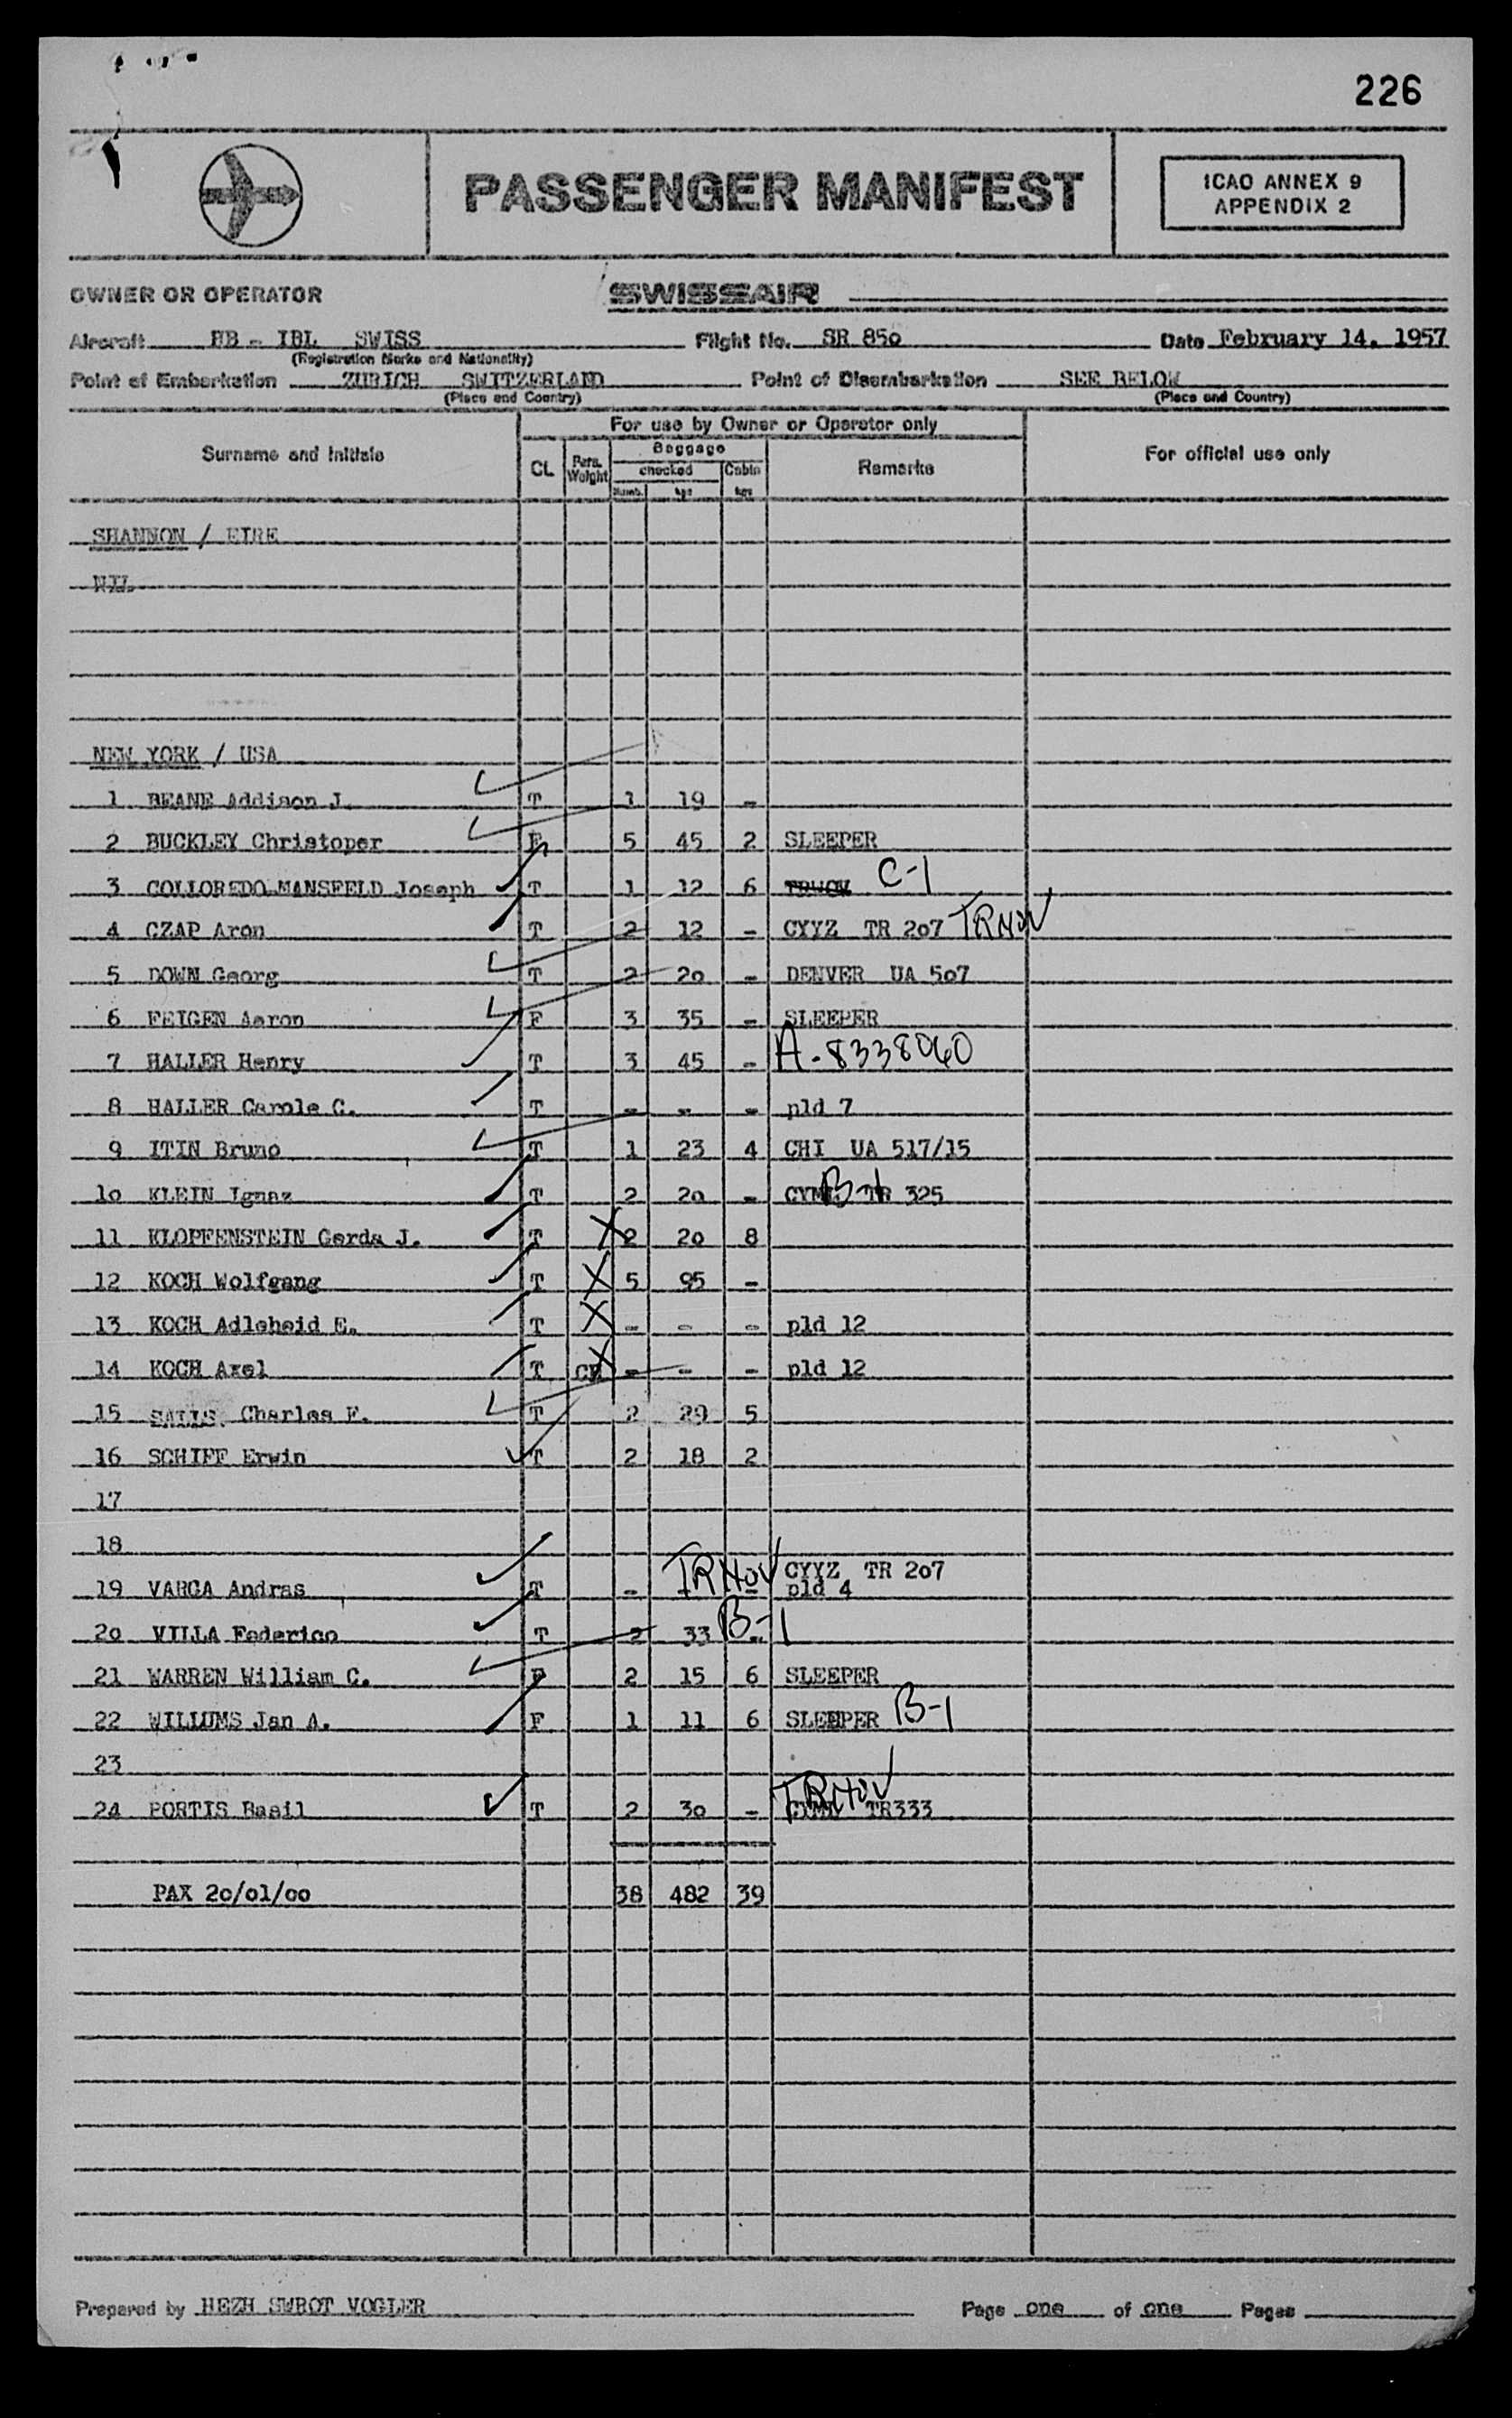 226
PASSENGER MANIFEST
ICAO ANNEX 9
APPENDIX 2
OWNER OR OPERATOR SWISSAIR
Aircraft HB - IBL SWISS Flight No. SR 850 Date February 14. 1957
(Registration Marks and Nationality)
Point of Embarkation ZURICH SWITZERLAND Point of Disembarkation SEE BELOW
(Place and Country) (Place and Country)
For use by Owner or Operator only
Surname and Initials CL Pers. Weight Baggage Remarks For official use only
checked Cabin
Numb. kgs kgs
SHANNON / EIRE
NIL
NEW YORK / USA
1 BEANE Addison J. T 1 19 -
2 BUCKLEY Christoper F 5 45 2 SLEEPER
3 COLLOREDO MANSFELD Joseph T 1 12 6 C-1
4 CZAP Aron T 2 12 - CYYZ TR 207 TRNOV
5 DOWN Georg T 2 20 - DENVER UA 507
6 FEIGEN Aaron F 3 35 - SLEEPER
7 HALLER Henry T 3 45 - A-8338060
8 HALLER Carole C. T - - - pld 7
9 ITIN Bruno T 1 23 4 CHI UA 517/15
10 KLEIN Ignaz T 2 20 - B-1 TR 325
11 KLOPFENSTEIN Gerda J. T X 2 20 8
12 KOCH Wolfgang T X 5 95 -
13 KOCH Adleheid E. T X - - - pld 12
14 KOCH Axel T CH X - - - pld 12
15 SALIS Charles F. T 2 29 5
16 SCHIFF Erwin T 2 18 2
17
18
19 VARGA Andras T - - - TRNOV CYYZ TR 207
pld 4
20 VILLA Federico T 2 33 - B-1
21 WARREN William C. F 2 15 6 SLEEPER
22 WILLUMS Jan A. F 1 11 6 SLEEPER B-1
23
24 PORTIS Basil T 2 30 - TRNOV TR333
PAX 20/01/00 38 482 39
Prepared by HEZH SWROT VOGLER Page one of one Pages